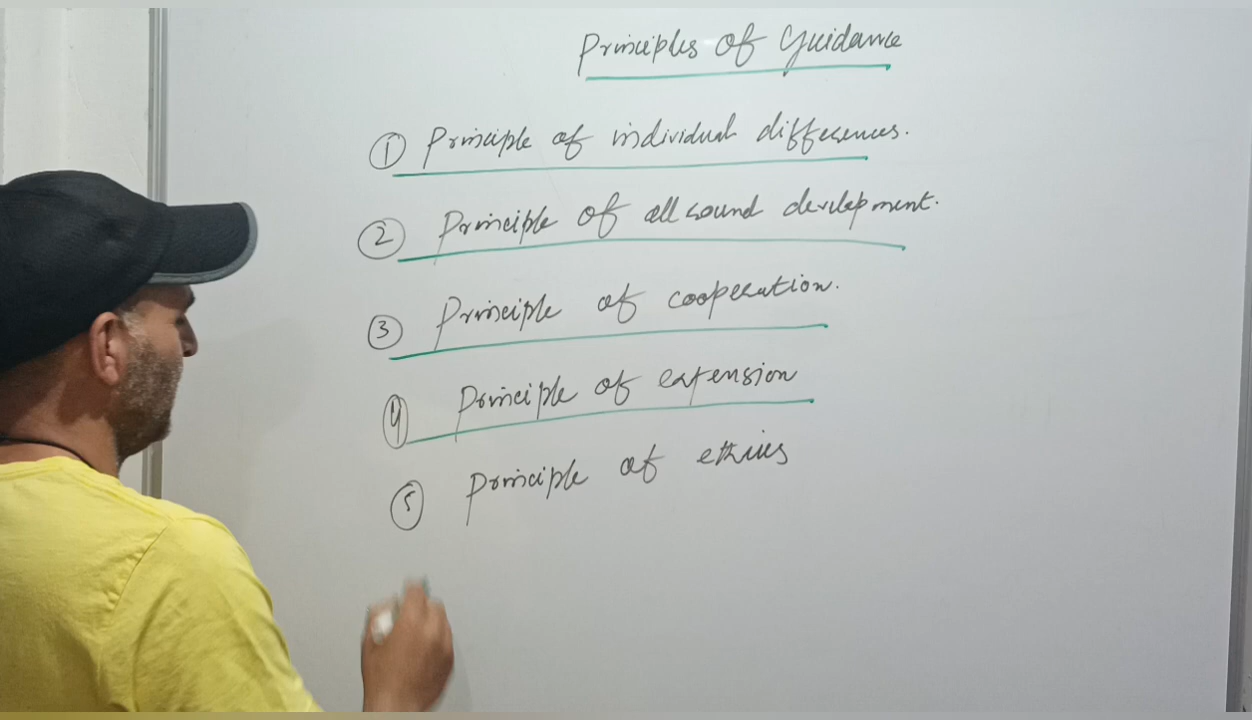 Principles of Guidance
① Principle of individual differences.
② Principle of all sound development.
③ Principle of cooperation.
④ Principle of extension
⑤ Principle of ethics